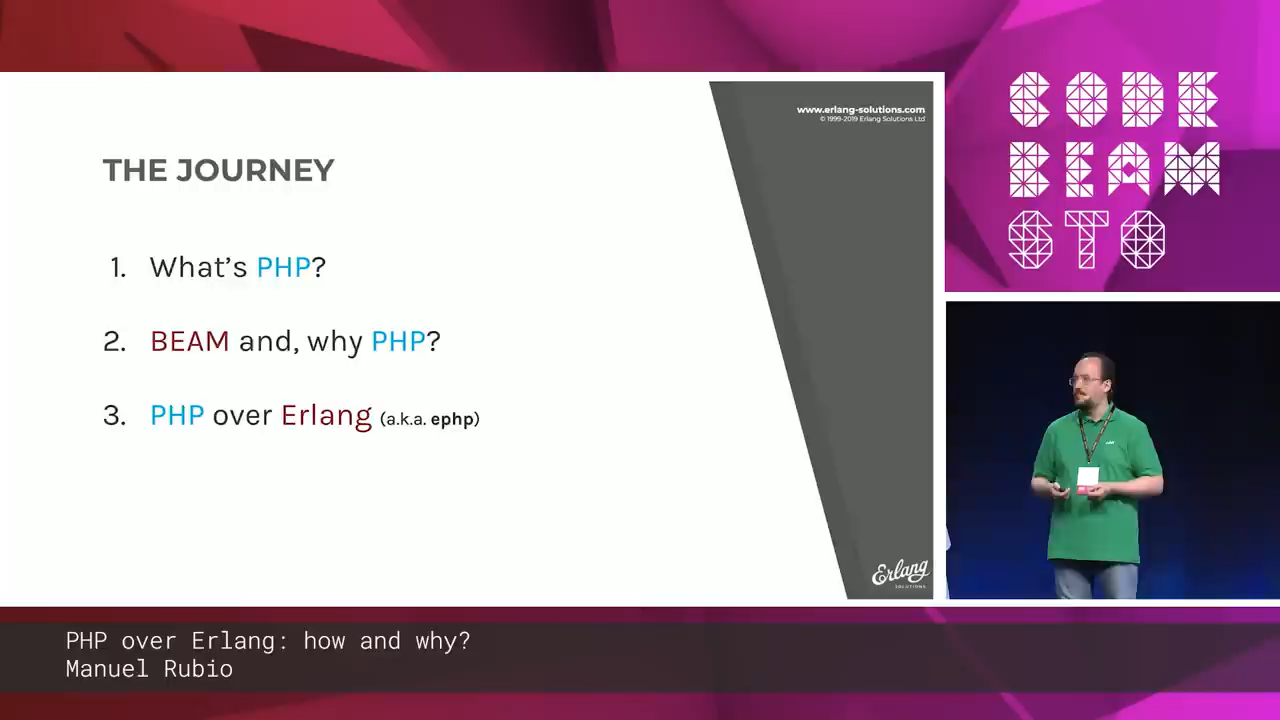 www.erlang-solutions.com
© 1999-2019 Erlang Solutions Ltd
THE JOURNEY
1. What's PHP?
2. BEAM and, why PHP?
3. PHP over Erlang (a.k.a. ephp)
Erlang
SOLUTIONS
CODE
BEAM
STO
PHP over Erlang: how and why?
Manuel Rubio